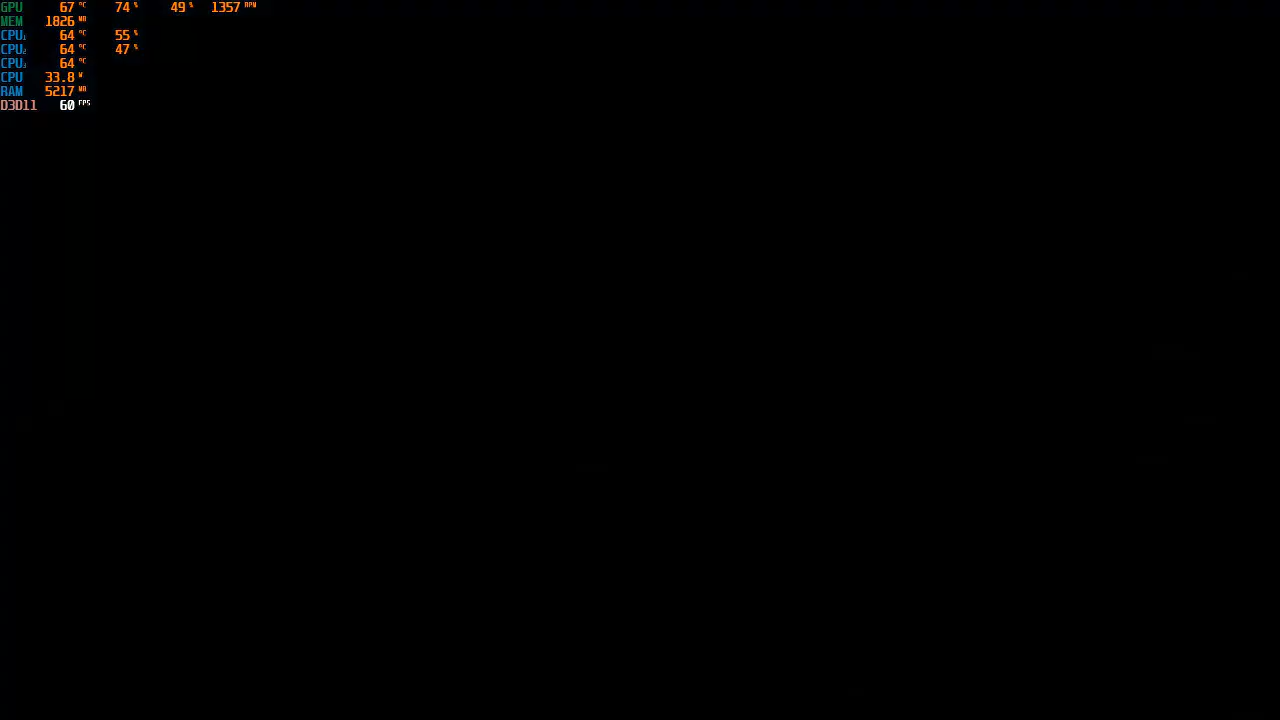 GPU 67 °C 74 % 49 % 1357 RPM
MEM 1826 MB
CPU1 64 °C 55 %
CPU2 64 °C 47 %
CPU3 64 °C
CPU 33.8 W
RAM 5217 MB
D3D11 60 FPS